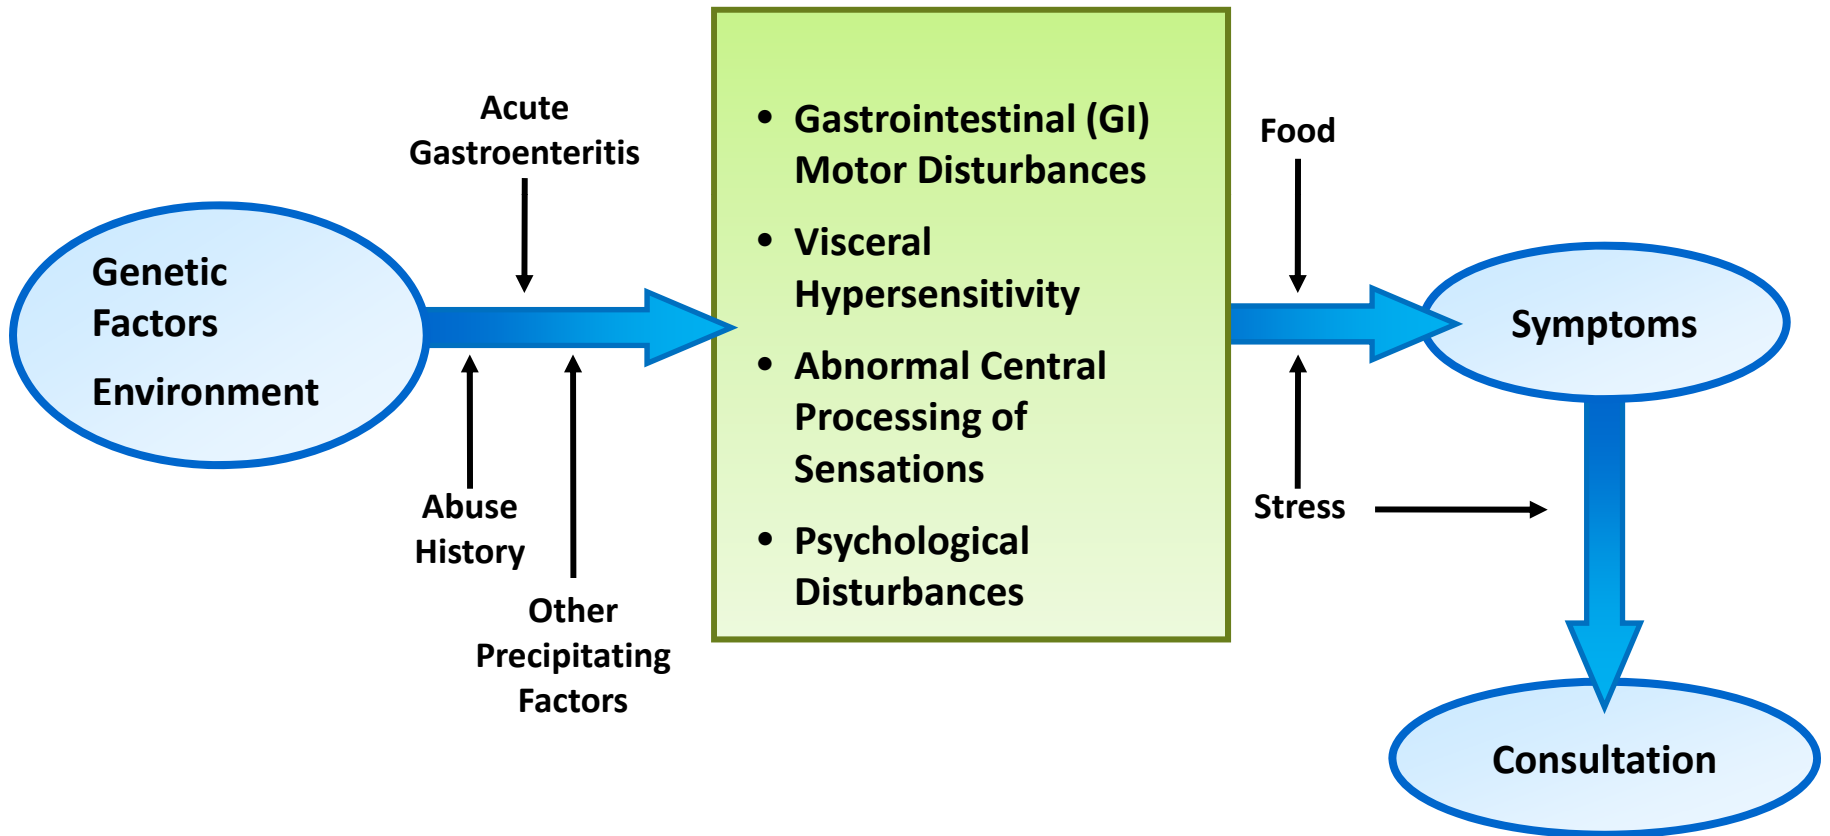 Genetic
Factors
Environment
Acute
Gastroenteritis
Abuse
History
Other
Precipitating
Factors
• Gastrointestinal (GI)
Motor Disturbances
• Visceral
Hypersensitivity
• Abnormal Central
Processing of
Sensations
• Psychological
Disturbances
Food
Stress
Symptoms
Consultation